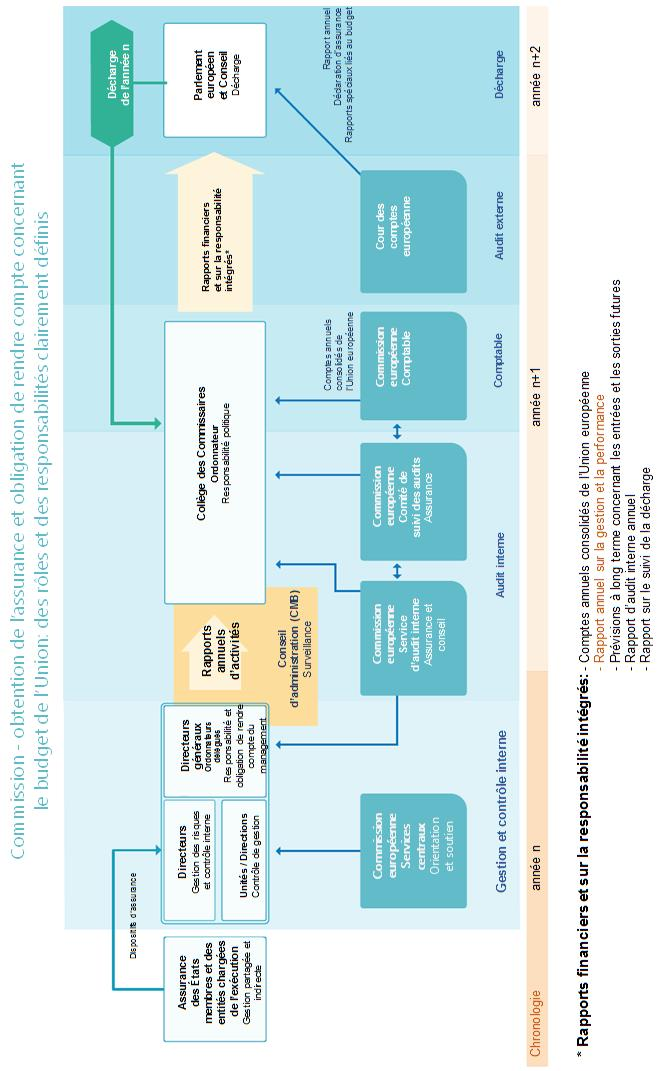 Commission - obtention de l'assurance et obligation de rendre compte concernant
le budget de l'Union: des rôles et des responsabilités clairement définis
Assurance
des États
membres et des
entités chargées
de l'exécution
Gestion partagée et
indirecte
Dispositifs d'assurance
Directeurs
Gestion des risques
et contrôle interne
Unités / Directions
Contrôle de gestion
Directeurs
généraux
Ordonnateurs
délégués
Responsabilité et
obligation de rendre
compte du
management
Rapports
annuels
d'activités
Conseil
d'administration (CMB)
Surveillance
Collège des Commissaires
Ordonnateur
Responsabilité politique
Rapports financiers
et sur la responsabilité
intégrés*
Parlement
européen
et Conseil
Décharge
Décharge
de l'année n
Commission
européenne
Services
centraux
Orientation
et soutien
Commission
européenne
Service
d'audit interne
Assurance et
conseil
Commission
européenne
Comité de
suivi des audits
Assurance
Commission
européenne
Comptable
Comptes annuels
consolidés de
l'Union européenne
Cour des
comptes
européenne
Rapport annuel
Déclaration d'assurance
Rapports spéciaux liés au budget
Gestion et contrôle interne
Audit interne
Comptable
Audit externe
Décharge
Chronologie
année n
année n+1
année n+2
* Rapports financiers et sur la responsabilité intégrés: - Comptes annuels consolidés de l'Union européenne
- Rapport annuel sur la gestion et la performance
- Prévisions à long terme concernant les entrées et les sorties futures
- Rapport d'audit interne annuel
- Rapport sur le suivi de la décharge